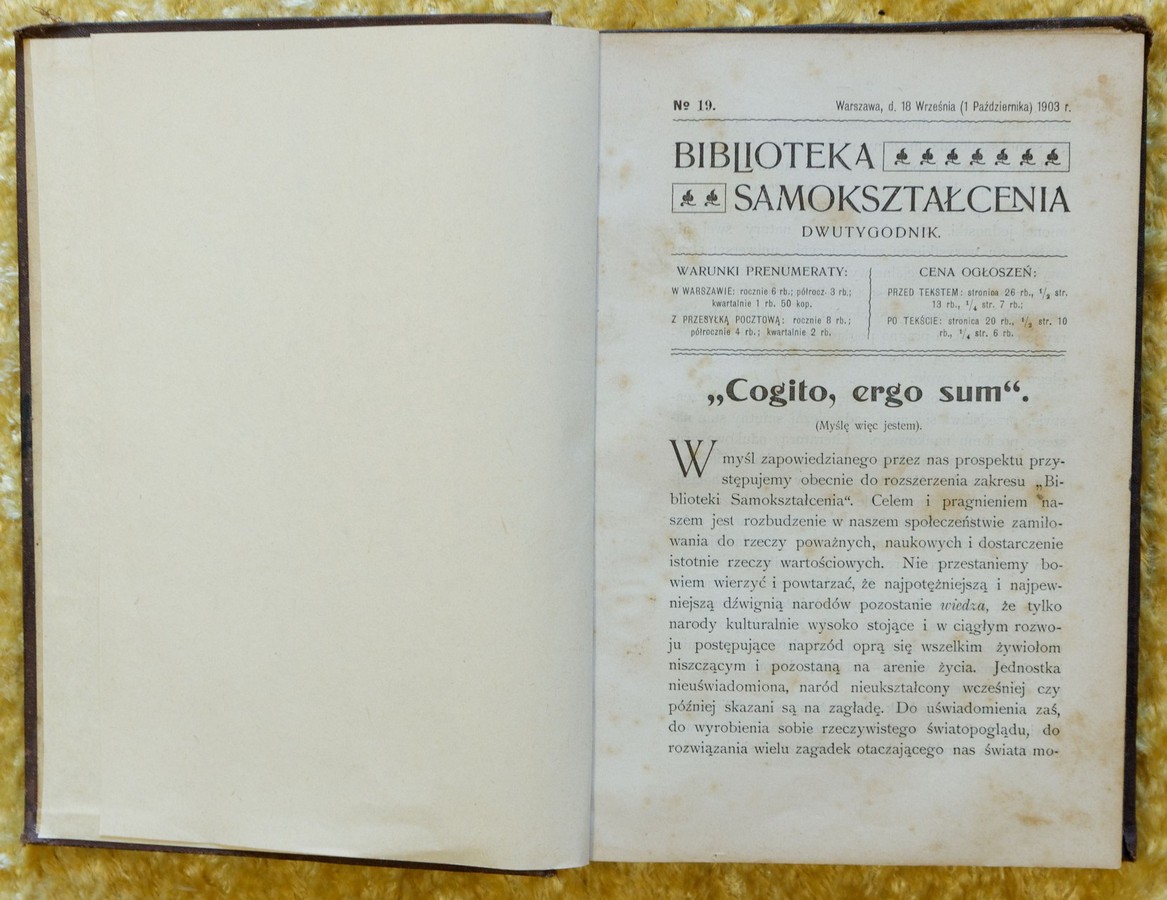 № 19.
Warszawa, d. 18 Września (1 Października) 1903 r.
BIBLIOTEKA
SAMOKSZTAŁCENIA
DWUTYGODNIK.
WARUNKI PRENUMERATY:
W WARSZAWIE: rocznie 6 rb.; półrocz. 3 rb.;
kwartalnie 1 rb. 50 kop.
Z PRZESYŁKĄ POCZTOWĄ: rocznie 8 rb.;
półrocznie 4 rb.; kwartalnie 2 rb.
CENA OGŁOSZEŃ:
PRZED TEKSTEM: stronica 26 rb., ½ str.
13 rb., ¼ str. 7 rb.;
PO TEKŚCIE: stronica 20 rb., ½ str. 10
rb., ¼ str. 6 rb.
„Cogito, ergo sum“.
(Myślę więc jestem).
W myśl zapowiedzianego przez nas prospektu przy-
stępujemy obecnie do rozszerzenia zakresu „Bi-
blioteki Samokształcenia“. Celem i pragnieniem na-
szem jest rozbudzenie w naszem społeczeństwie zamiło-
wania do rzeczy poważnych, naukowych i dostarczenie
istotnie rzeczy wartościowych. Nie przestaniemy bo-
wiem wierzyć i powtarzać, że najpotężniejszą i najpew-
niejszą dźwignią narodów pozostanie wiedza, że tylko
narody kulturalnie wysoko stojące i w ciągłym rozwo-
ju postępujące naprzód oprą się wszelkim żywiołom
niszczącym i pozostaną na arenie życia. Jednostka
nieuświadomiona, naród nieukształcony wcześniej czy
później skazani są na zagładę. Do uświadomienia zaś,
do wyrobienia sobie rzeczywistego światopoglądu, do
rozwiązania wielu zagadek otaczającego nas świata mo-